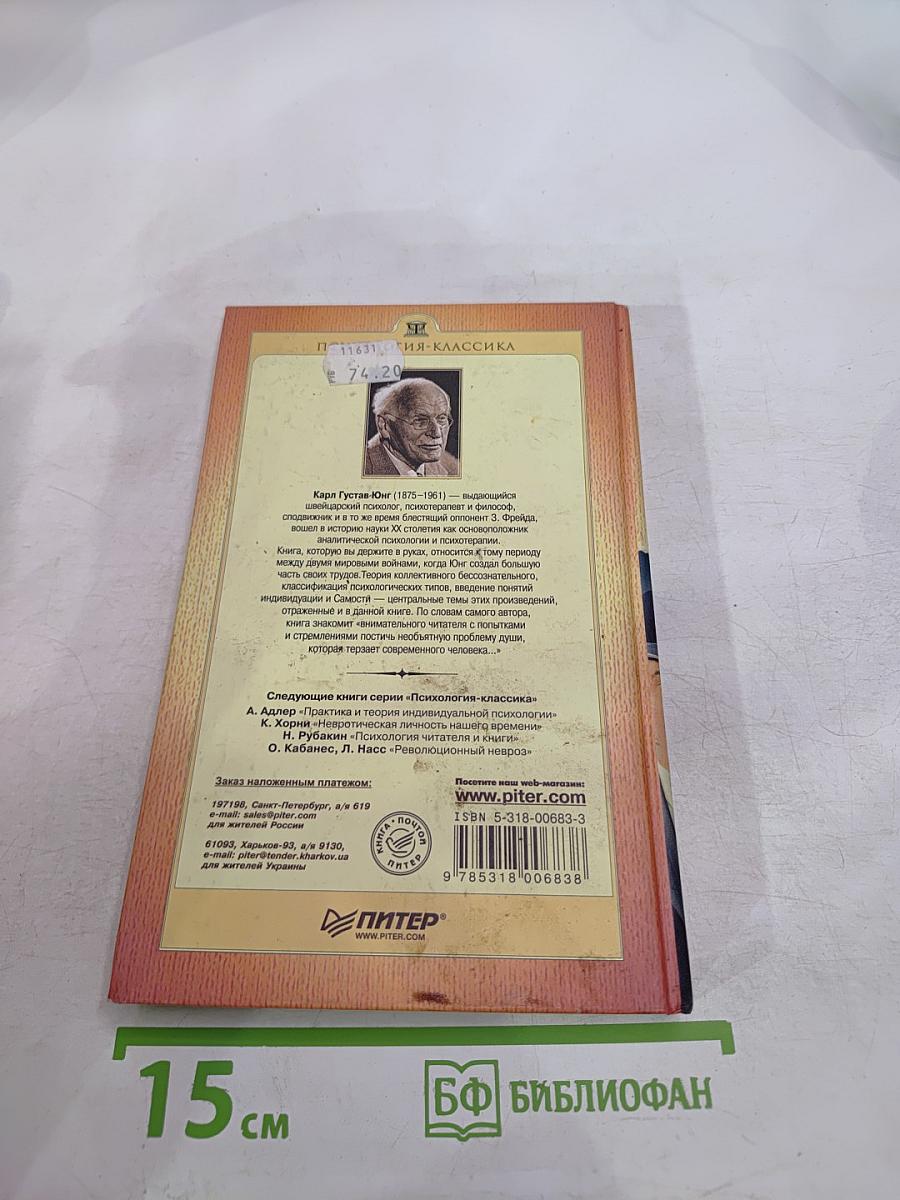 ПСИХОЛОГИЯ-КЛАССИКА
11631
74.20
Карл Густав Юнг (1875–1961) — выдающийся
швейцарский психолог, психотерапевт и философ,
сподвижник и в то же время блестящий оппонент З. Фрейда,
вошел в историю науки XX столетия как основоположник
аналитической психологии и психотерапии.
Книга, которую вы держите в руках, относится к тому периоду
между двумя мировыми войнами, когда Юнг создал большую
часть своих трудов.Теория коллективного бессознательного,
классификация психологических типов, введение понятий
индивидуации и Самости — центральные темы этих произведений,
отраженные и в данной книге. По словам самого автора,
книга знакомит «внимательного читателя с попытками
и стремлениями постичь необъятную проблему души,
которая терзает современного человека...»
Следующие книги серии «Психология-классика»
А. Адлер «Практика и теория индивидуальной психологии»
К. Хорни «Невротическая личность нашего времени»
Н. Рубакин «Психология читателя и книги»
О. Кабанес, Л. Насс «Революционный невроз»
Заказ наложенным платежом:
197198, Санкт-Петербург, а/я 619
e-mail: sales@piter.com
для жителей России
61093, Харьков-93, а/я 9130,
e-mail: piter@tender.kharkov.ua
для жителей Украины
КНИГА • ПОЧТОЙ
ПИТЕР
Посетите наш web-магазин:
www.piter.com
ISBN 5-318-00683-3
9 785318 006838
ПИТЕР®
WWW.PITER.COM
15 см
БФ БИБЛИОФАН